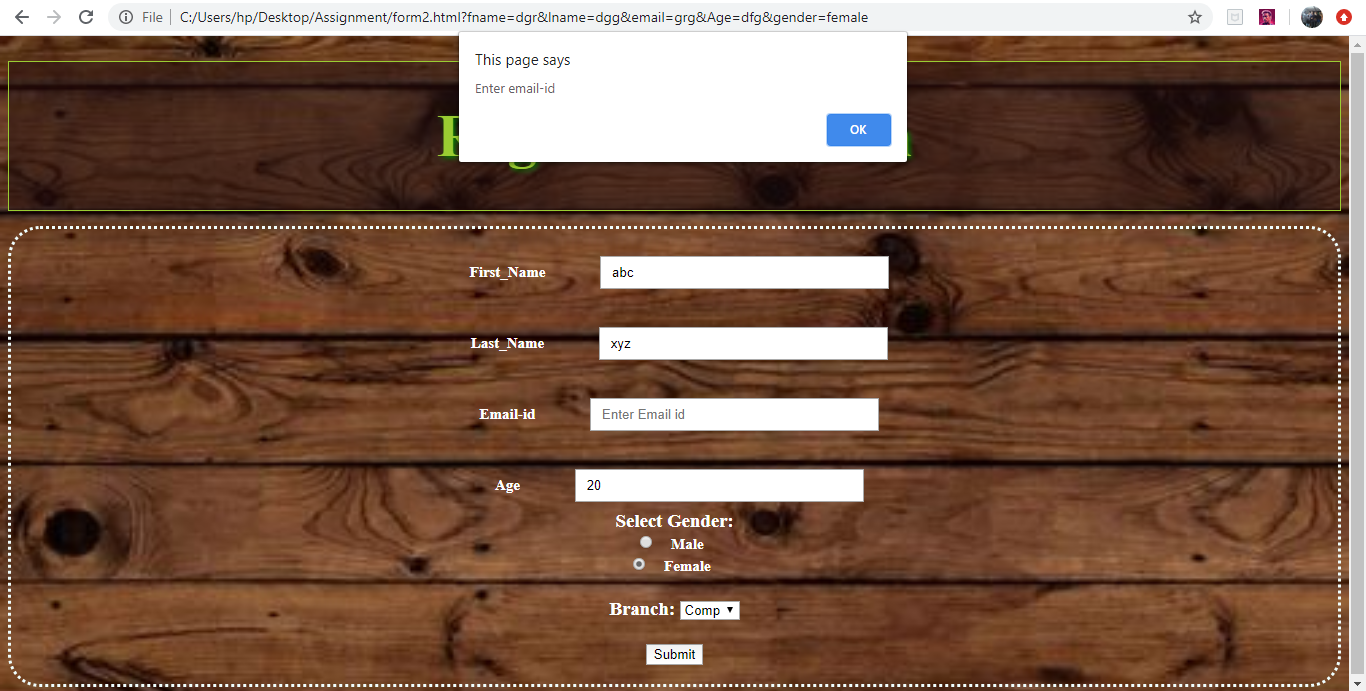 File C:/Users/hp/Desktop/Assignment/form2.html?fname=dgr&lname=dgg&email=grg&Age=dfg&gender=female
This page says
Enter email-id
OK
First_Name abc
Last_Name xyz
Email-id Enter Email id
Age 20
Select Gender:
Male
Female
Branch: Comp
Submit